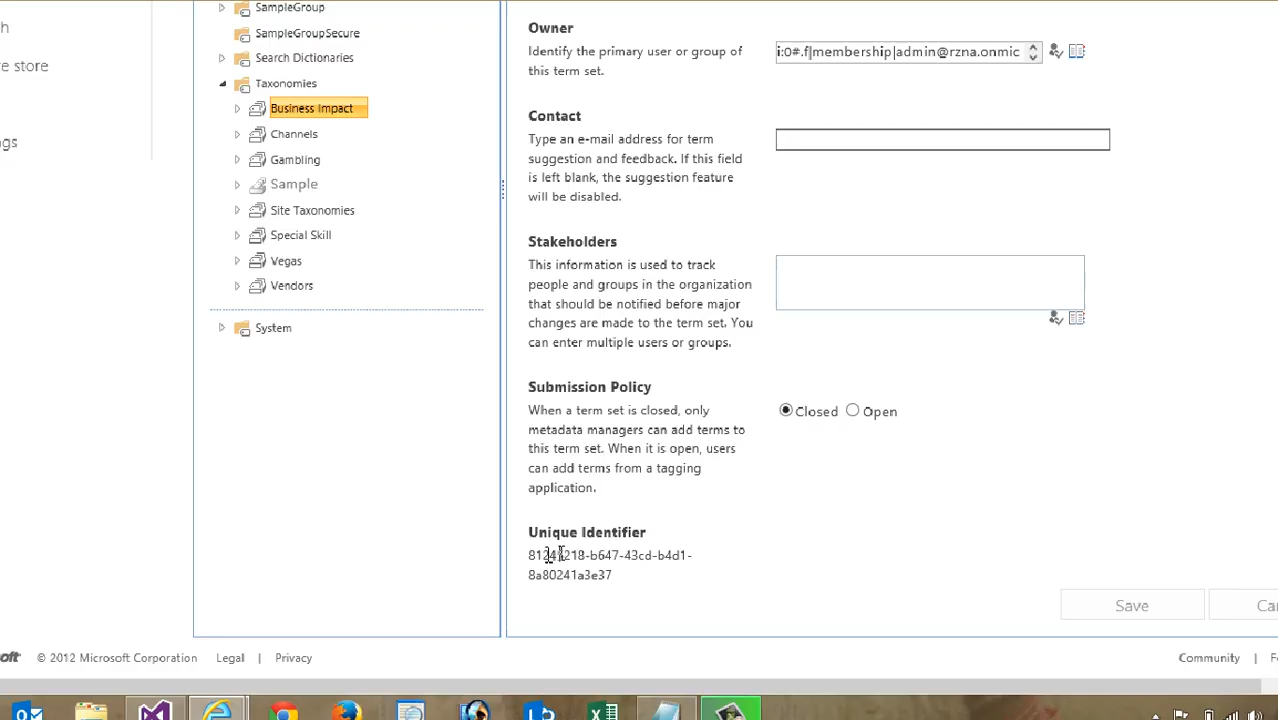 h
re store
gs
SampleGroup
SampleGroupSecure
Search Dictionaries
Taxonomies
Business Impact
Channels
Gambling
Sample
Site Taxonomies
Special Skill
Vegas
Vendors
System
Owner
Identify the primary user or group of
this term set.
i:0#.f|membership|admin@rzna.onmic
Contact
Type an e-mail address for term
suggestion and feedback. If this field
is left blank, the suggestion feature
will be disabled.
Stakeholders
This information is used to track
people and groups in the organization
that should be notified before major
changes are made to the term set. You
can enter multiple users or groups.
Submission Policy
When a term set is closed, only
metadata managers can add terms to
this term set. When it is open, users
can add terms from a tagging
application.
Closed Open
Unique Identifier
8a80241a3e37
Save Ca
soft © 2012 Microsoft Corporation Legal | Privacy Community | F